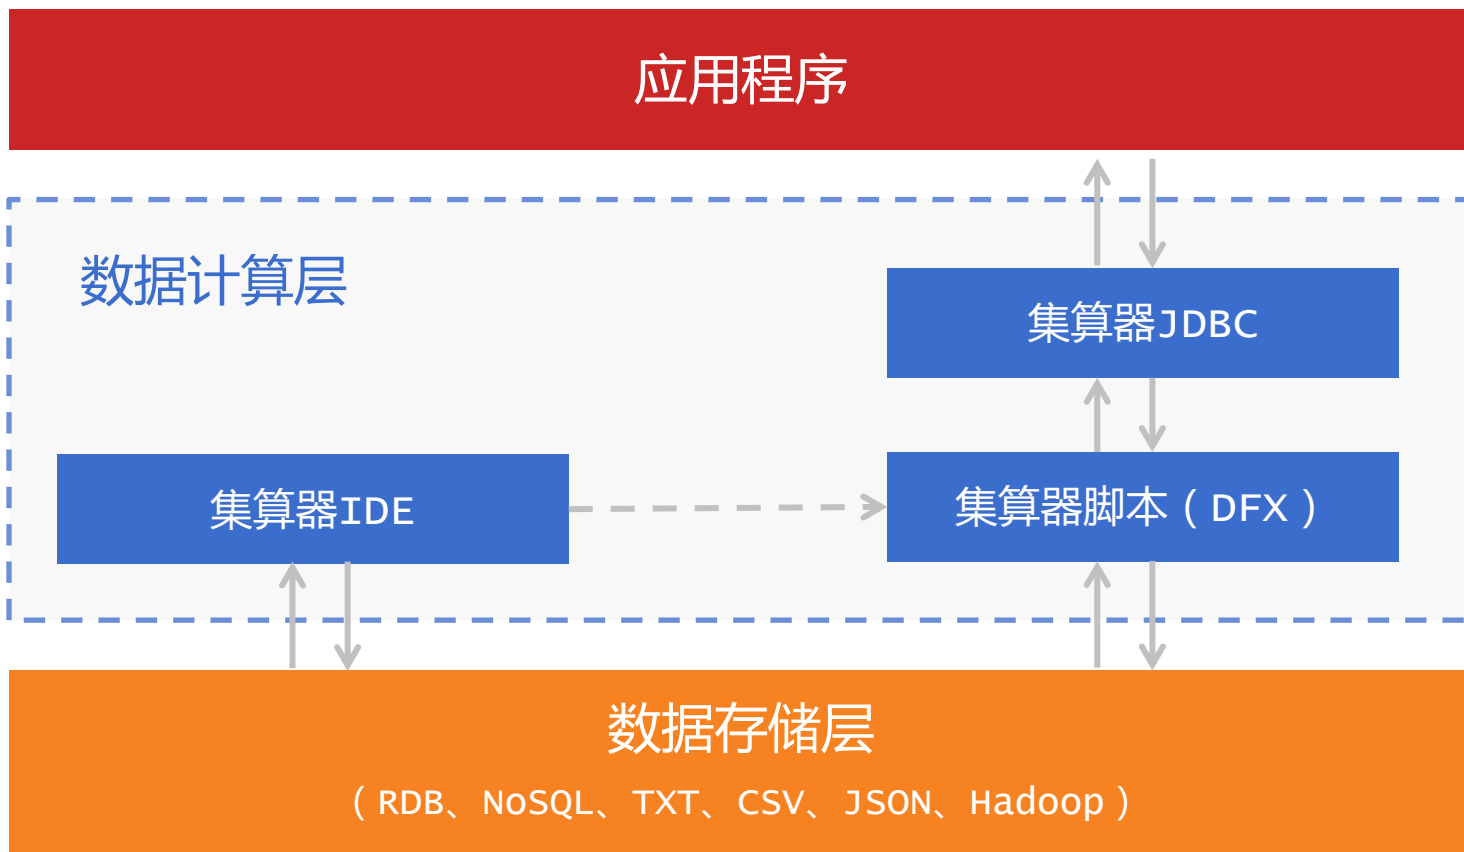 应用程序
数据计算层
集算器JDBC
集算器IDE
集算器脚本（DFX）
数据存储层
（RDB、NoSQL、TXT、CSV、JSON、Hadoop）